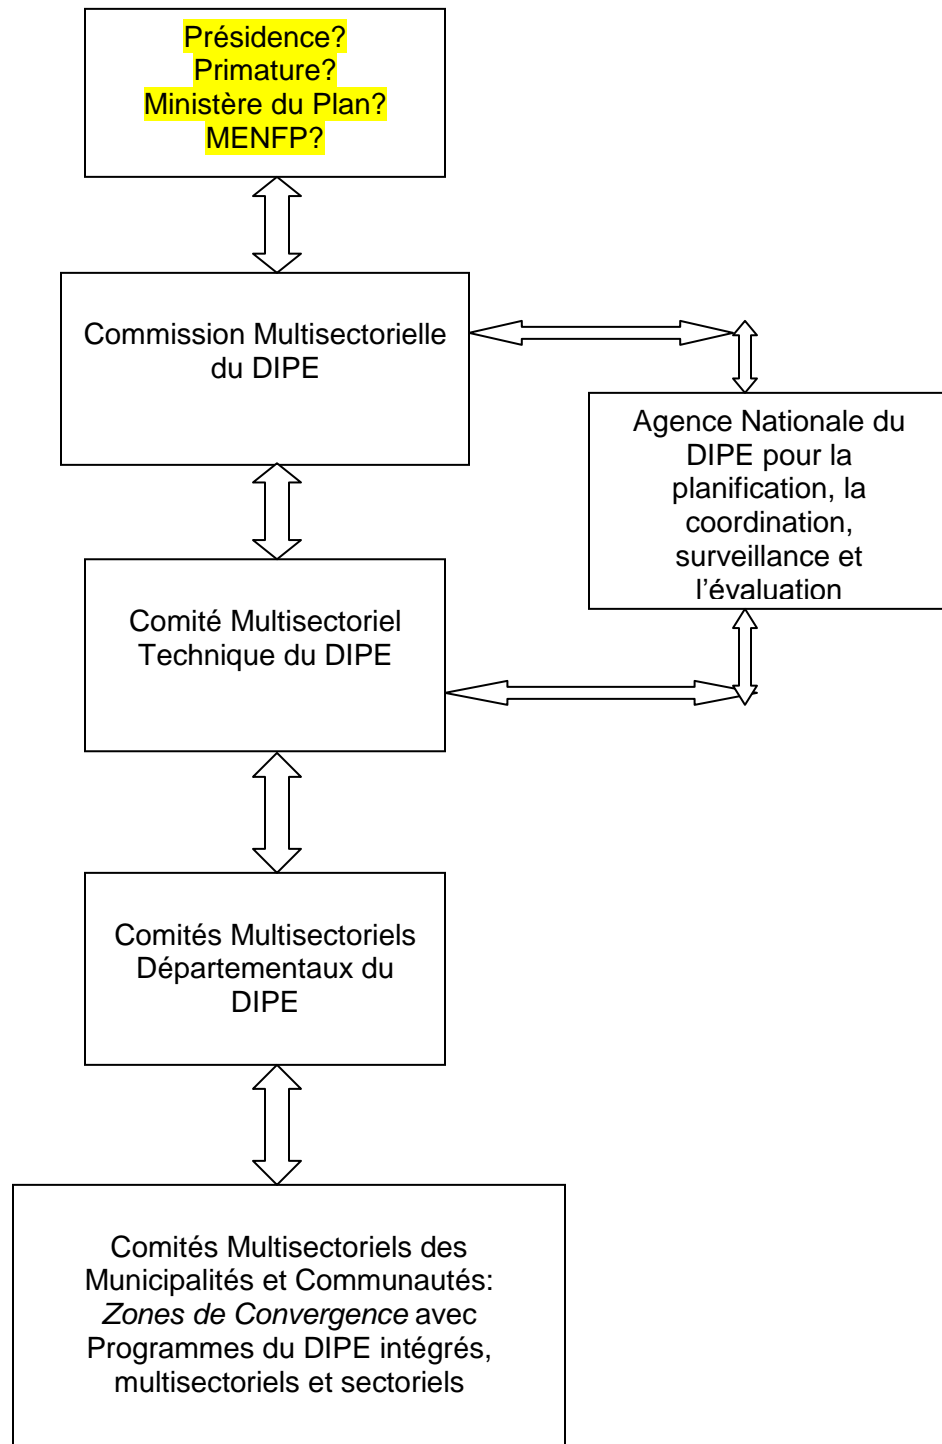 Présidence?
Primature?
Ministère du Plan?
MENFP?
Commission Multisectorielle
du DIPE
Agence Nationale du
DIPE pour la
planification, la
coordination,
surveillance et
l’évaluation
Comité Multisectoriel
Technique du DIPE
Comités Multisectoriels
Départementaux du
DIPE
Comités Multisectoriels des
Municipalités et Communautés:
Zones de Convergence avec
Programmes du DIPE intégrés,
multisectoriels et sectoriels